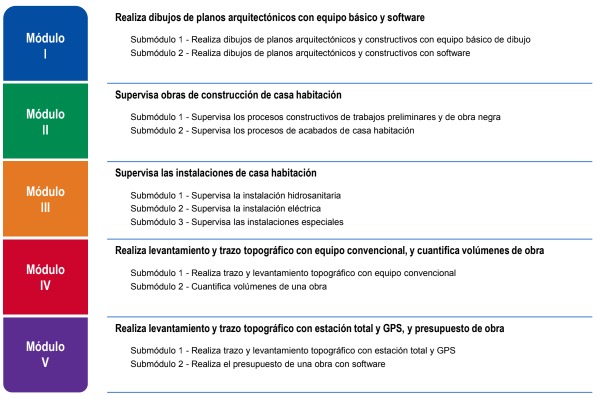 Módulo
I
Realiza dibujos de planos arquitectónicos con equipo básico y software
Submódulo 1 - Realiza dibujos de planos arquitectónicos y constructivos con equipo básico de dibujo
Submódulo 2 - Realiza dibujos de planos arquitectónicos y constructivos con software
Módulo
II
Supervisa obras de construcción de casa habitación
Submódulo 1 - Supervisa los procesos constructivos de trabajos preliminares y de obra negra
Submódulo 2 - Supervisa los procesos de acabados de casa habitación
Módulo
III
Supervisa las instalaciones de casa habitación
Submódulo 1 - Supervisa la instalación hidrosanitaria
Submódulo 2 - Supervisa la instalación eléctrica
Submódulo 3 - Supervisa las instalaciones especiales
Módulo
IV
Realiza levantamiento y trazo topográfico con equipo convencional, y cuantifica volúmenes de obra
Submódulo 1 - Realiza trazo y levantamiento topográfico con equipo convencional
Submódulo 2 - Cuantifica volúmenes de una obra
Módulo
V
Realiza levantamiento y trazo topográfico con estación total y GPS, y presupuesto de obra
Submódulo 1 - Realiza trazo y levantamiento topográfico con estación total y GPS
Submódulo 2 - Realiza el presupuesto de una obra con software